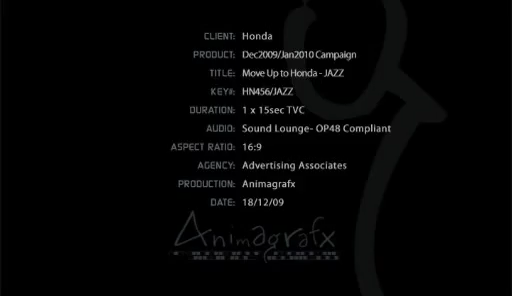 CLIENT: Honda
PRODUCT: Dec2009/Jan2010 Campaign
TITLE: Move Up to Honda - JAZZ
KEY#: HN456/JAZZ
DURATION: 1 x 15sec TVC
AUDIO: Sound Lounge- OP48 Compliant
ASPECT RATIO: 16:9
AGENCY: Advertising Associates
PRODUCTION: Animagrafx
DATE: 18/12/09
Animagrafx